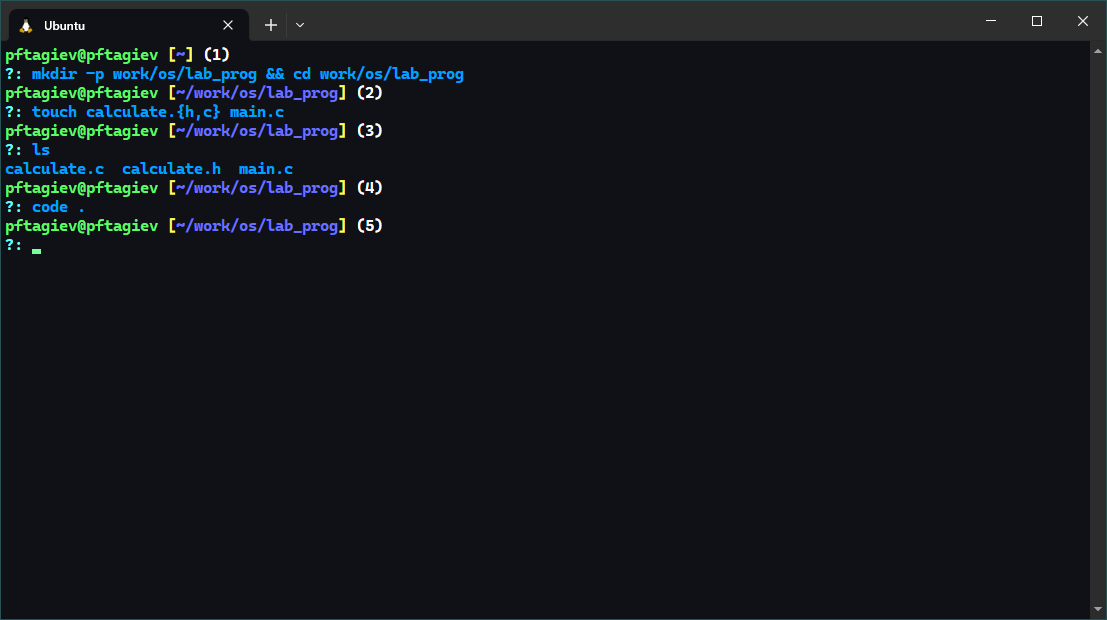 Ubuntu
pftagiev@pftagiev [~] (1)
?: mkdir -p work/os/lab_prog && cd work/os/lab_prog
pftagiev@pftagiev [~/work/os/lab_prog] (2)
?: touch calculate.{h,c} main.c
pftagiev@pftagiev [~/work/os/lab_prog] (3)
?: ls
calculate.c  calculate.h  main.c
pftagiev@pftagiev [~/work/os/lab_prog] (4)
?: code .
pftagiev@pftagiev [~/work/os/lab_prog] (5)
?: